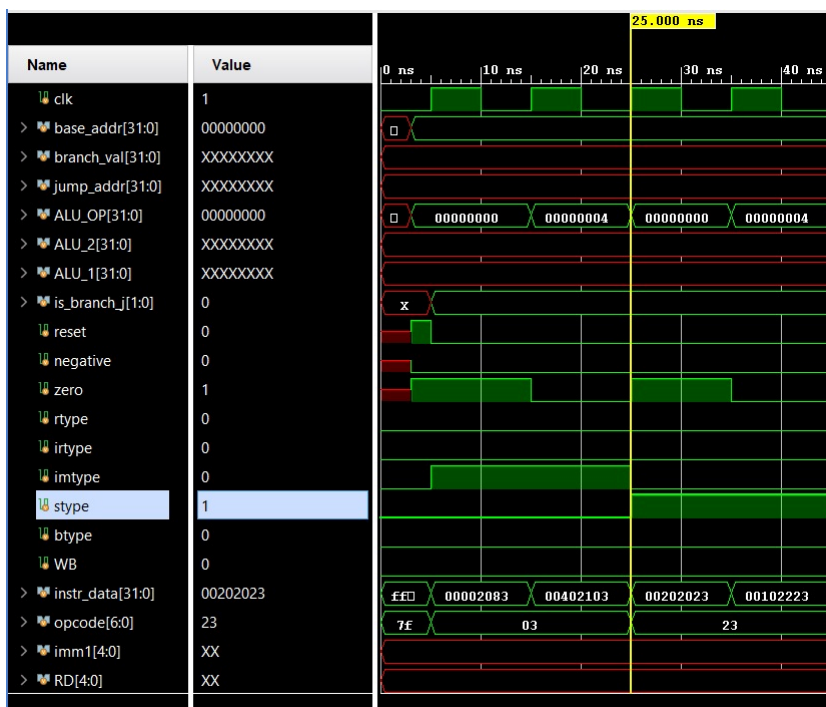 25.000 ns
Name Value
0 ns 10 ns 20 ns 30 ns 40 ns
clk 1
base_addr[31:0] 00000000
branch_val[31:0] XXXXXXXX
jump_addr[31:0] XXXXXXXX
ALU_OP[31:0] 00000000 00000000 00000004 00000000 00000004
ALU_2[31:0] XXXXXXXX
ALU_1[31:0] XXXXXXXX
is_branch_j[1:0] 0 X
reset 0
negative 0
zero 1
rtype 0
irtype 0
imtype 0
stype 1
btype 0
WB 0
instr_data[31:0] 00202023 ff 00002083 00402103 00202023 00102223
opcode[6:0] 23 7f 03 23
imm1[4:0] XX
RD[4:0] XX